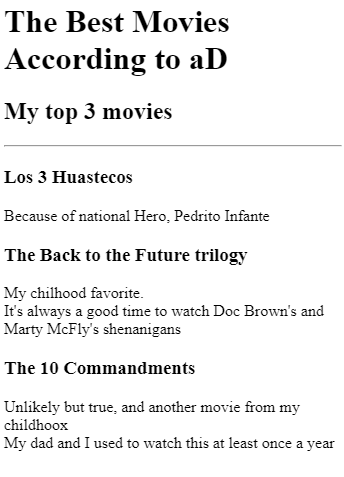 The Best Movies
According to aD
My top 3 movies
Los 3 Huastecos
Because of national Hero, Pedrito Infante
The Back to the Future trilogy
My chilhood favorite.
It's always a good time to watch Doc Brown's and
Marty McFly's shenanigans
The 10 Commandments
Unlikely but true, and another movie from my
childhoox
My dad and I used to watch this at least once a year